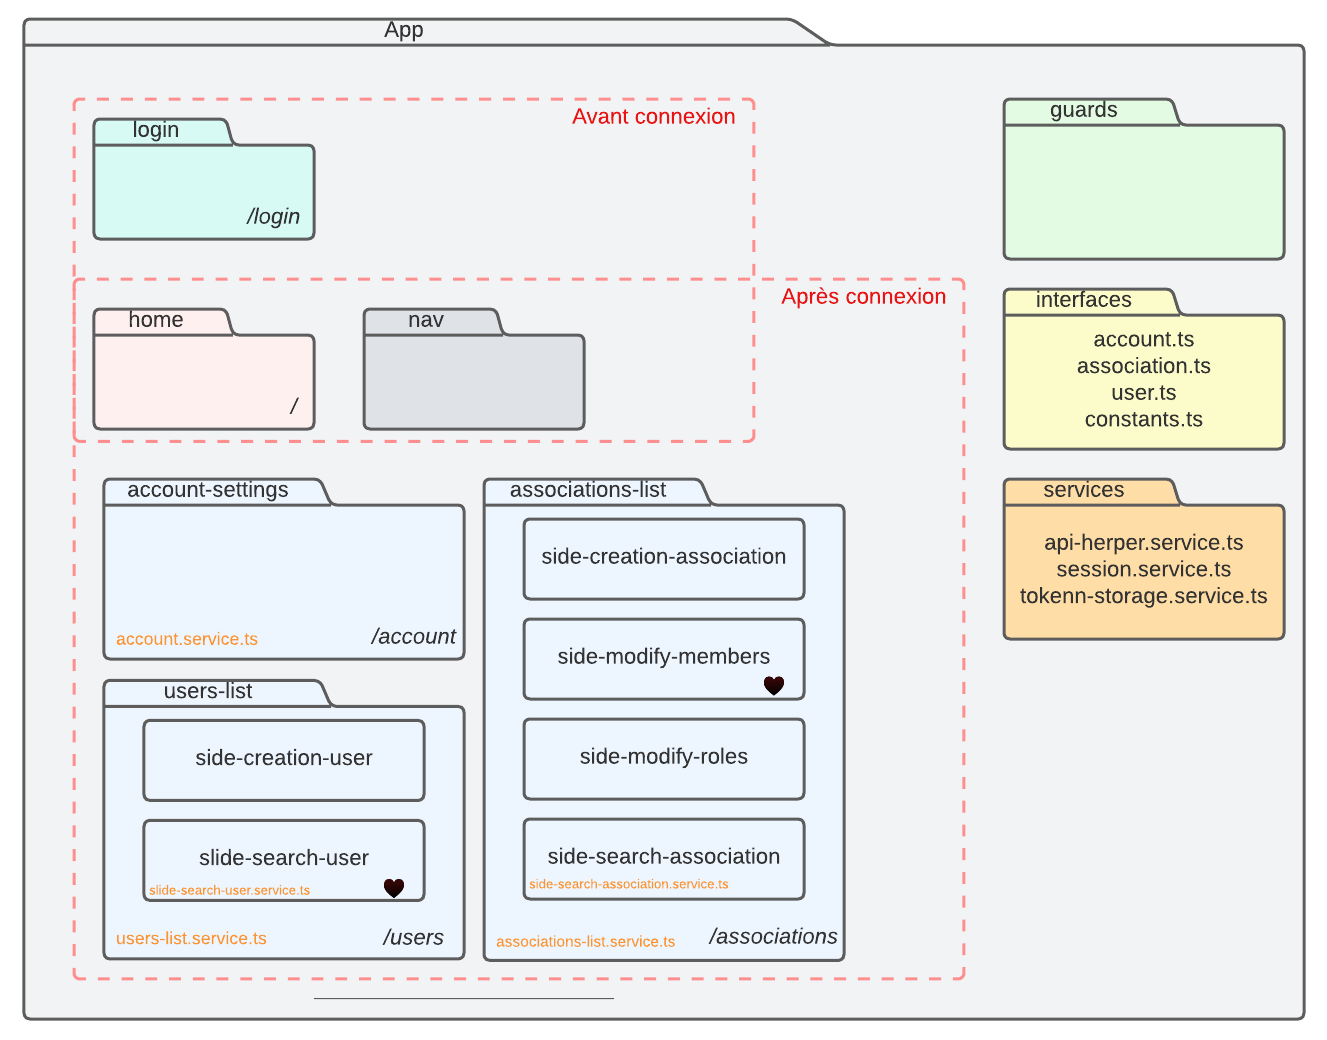 App
Avant connexion
login
/login
Après connexion
home
/
nav
account-settings
account.service.ts
/account
users-list
side-creation-user
slide-search-user
slide-search-user.service.ts
users-list.service.ts
/users
associations-list
side-creation-association
side-modify-members
side-modify-roles
side-search-association
side-search-association.service.ts
associations-list.service.ts
/associations
guards
interfaces
account.ts
association.ts
user.ts
constants.ts
services
api-herper.service.ts
session.service.ts
tokenn-storage.service.ts